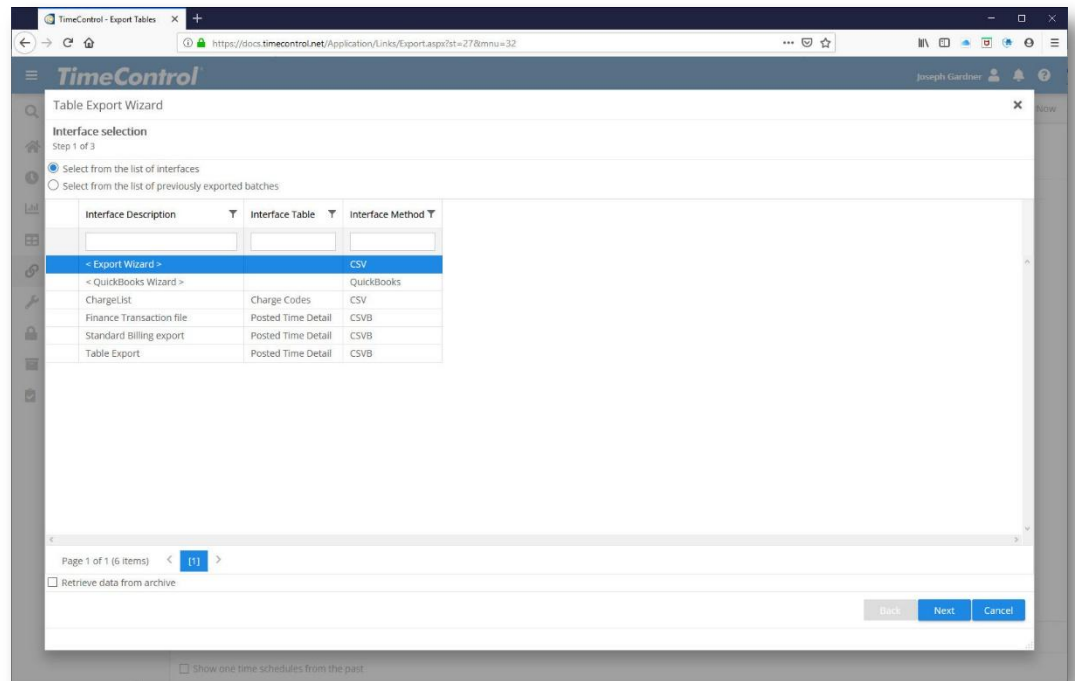 TimeControl - Export Tables
https://docs.timecontrol.net/Application/Links/Export.aspx?st=27&mnu=32
TimeControl
Joseph Gardner
Now
Table Export Wizard
Interface selection
Step 1 of 3
Select from the list of interfaces
Select from the list of previously exported batches
Interface Description Interface Table Interface Method
< Export Wizard > CSV
< QuickBooks Wizard > QuickBooks
ChargeList Charge Codes CSV
Finance Transaction file Posted Time Detail CSVB
Standard Billing export Posted Time Detail CSVB
Table Export Posted Time Detail CSVB
Page 1 of 1 (6 items) < [1] >
Retrieve data from archive
Back Next Cancel
Show one time schedules from the past